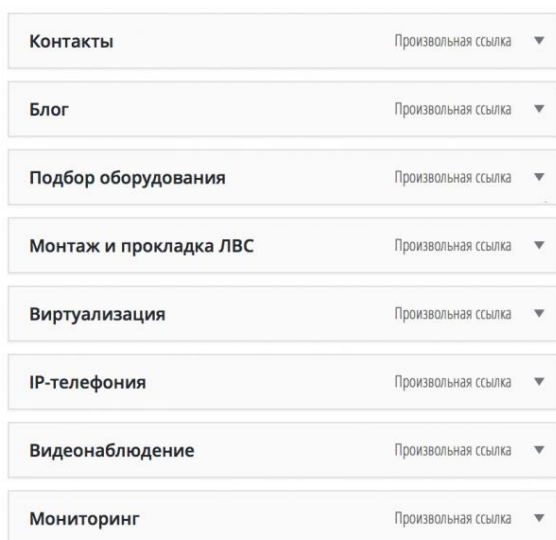 Контакты Произвольная ссылка
Блог Произвольная ссылка
Подбор оборудования Произвольная ссылка
Монтаж и прокладка ЛВС Произвольная ссылка
Виртуализация Произвольная ссылка
IP-телефония Произвольная ссылка
Видеонаблюдение Произвольная ссылка
Мониторинг Произвольная ссылка